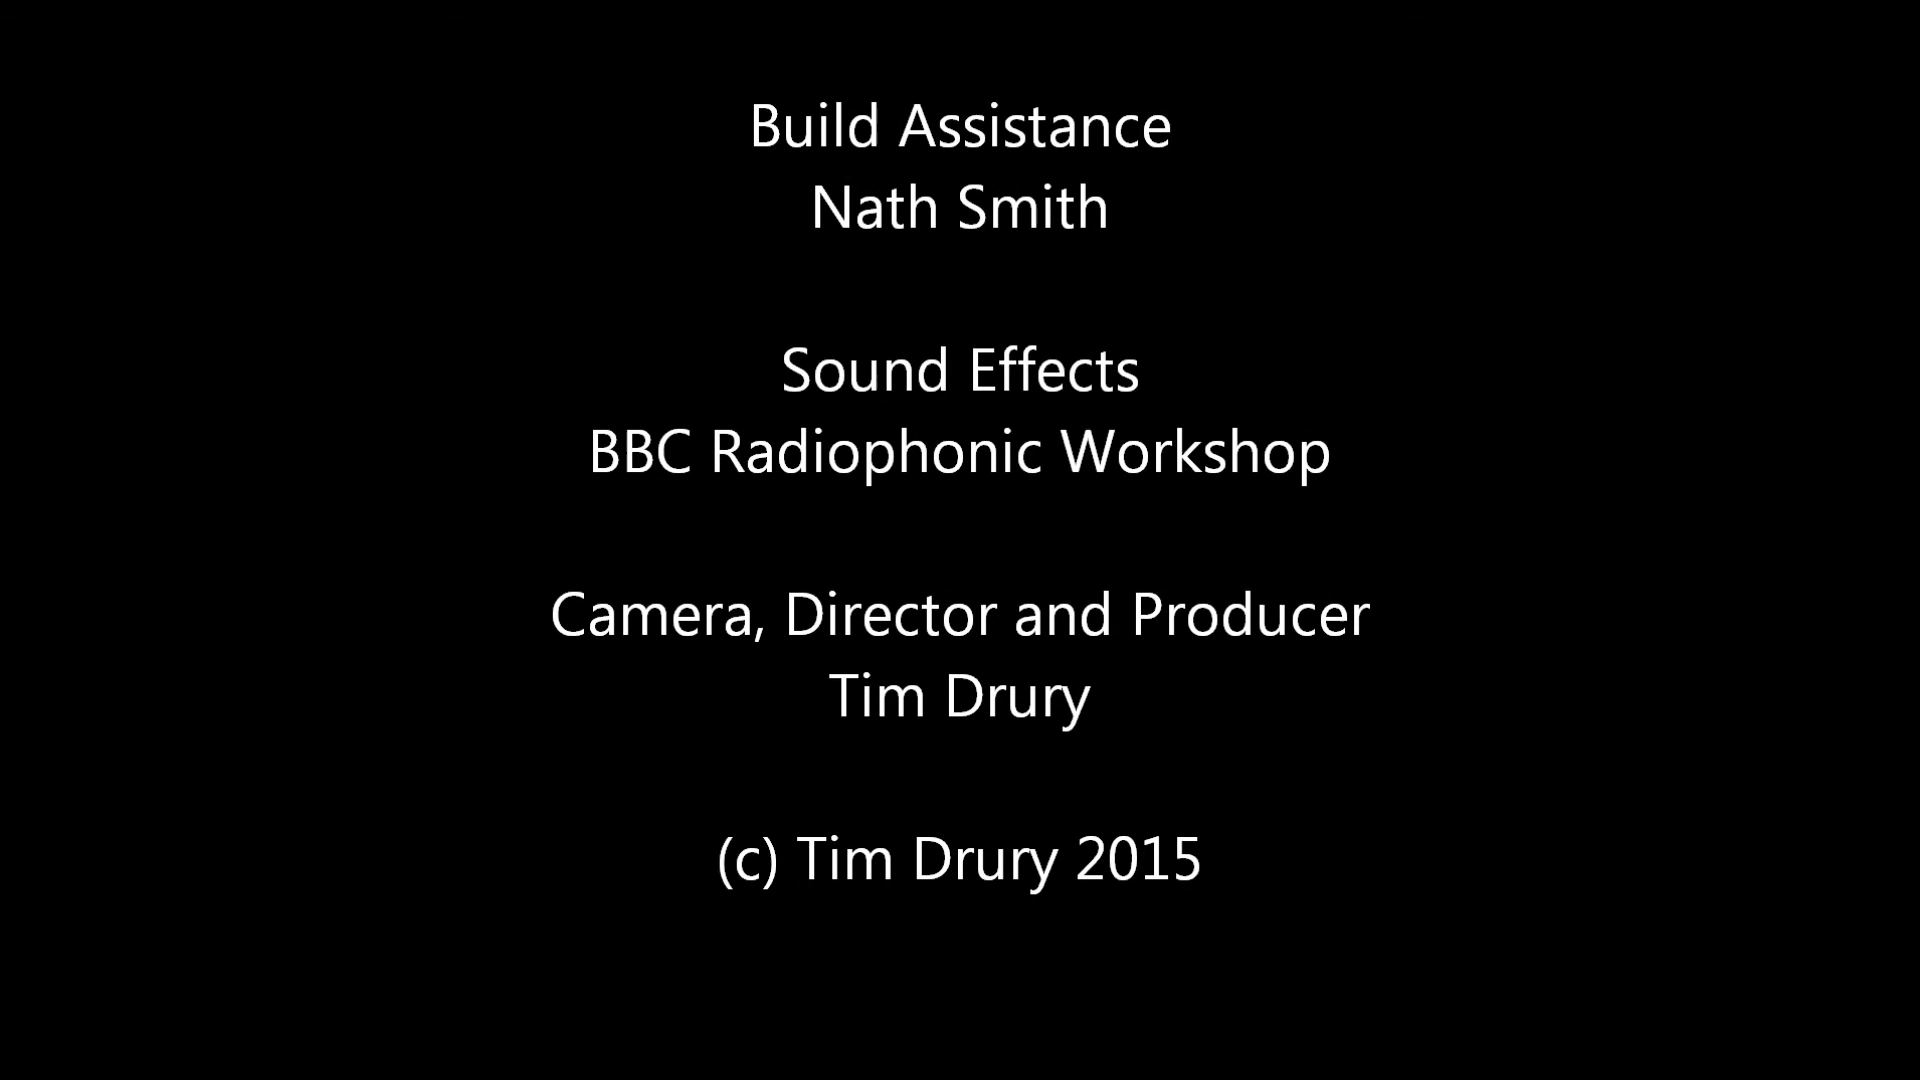 Build Assistance
Nath Smith
Sound Effects
BBC Radiophonic Workshop
Camera, Director and Producer
Tim Drury
(c) Tim Drury 2015